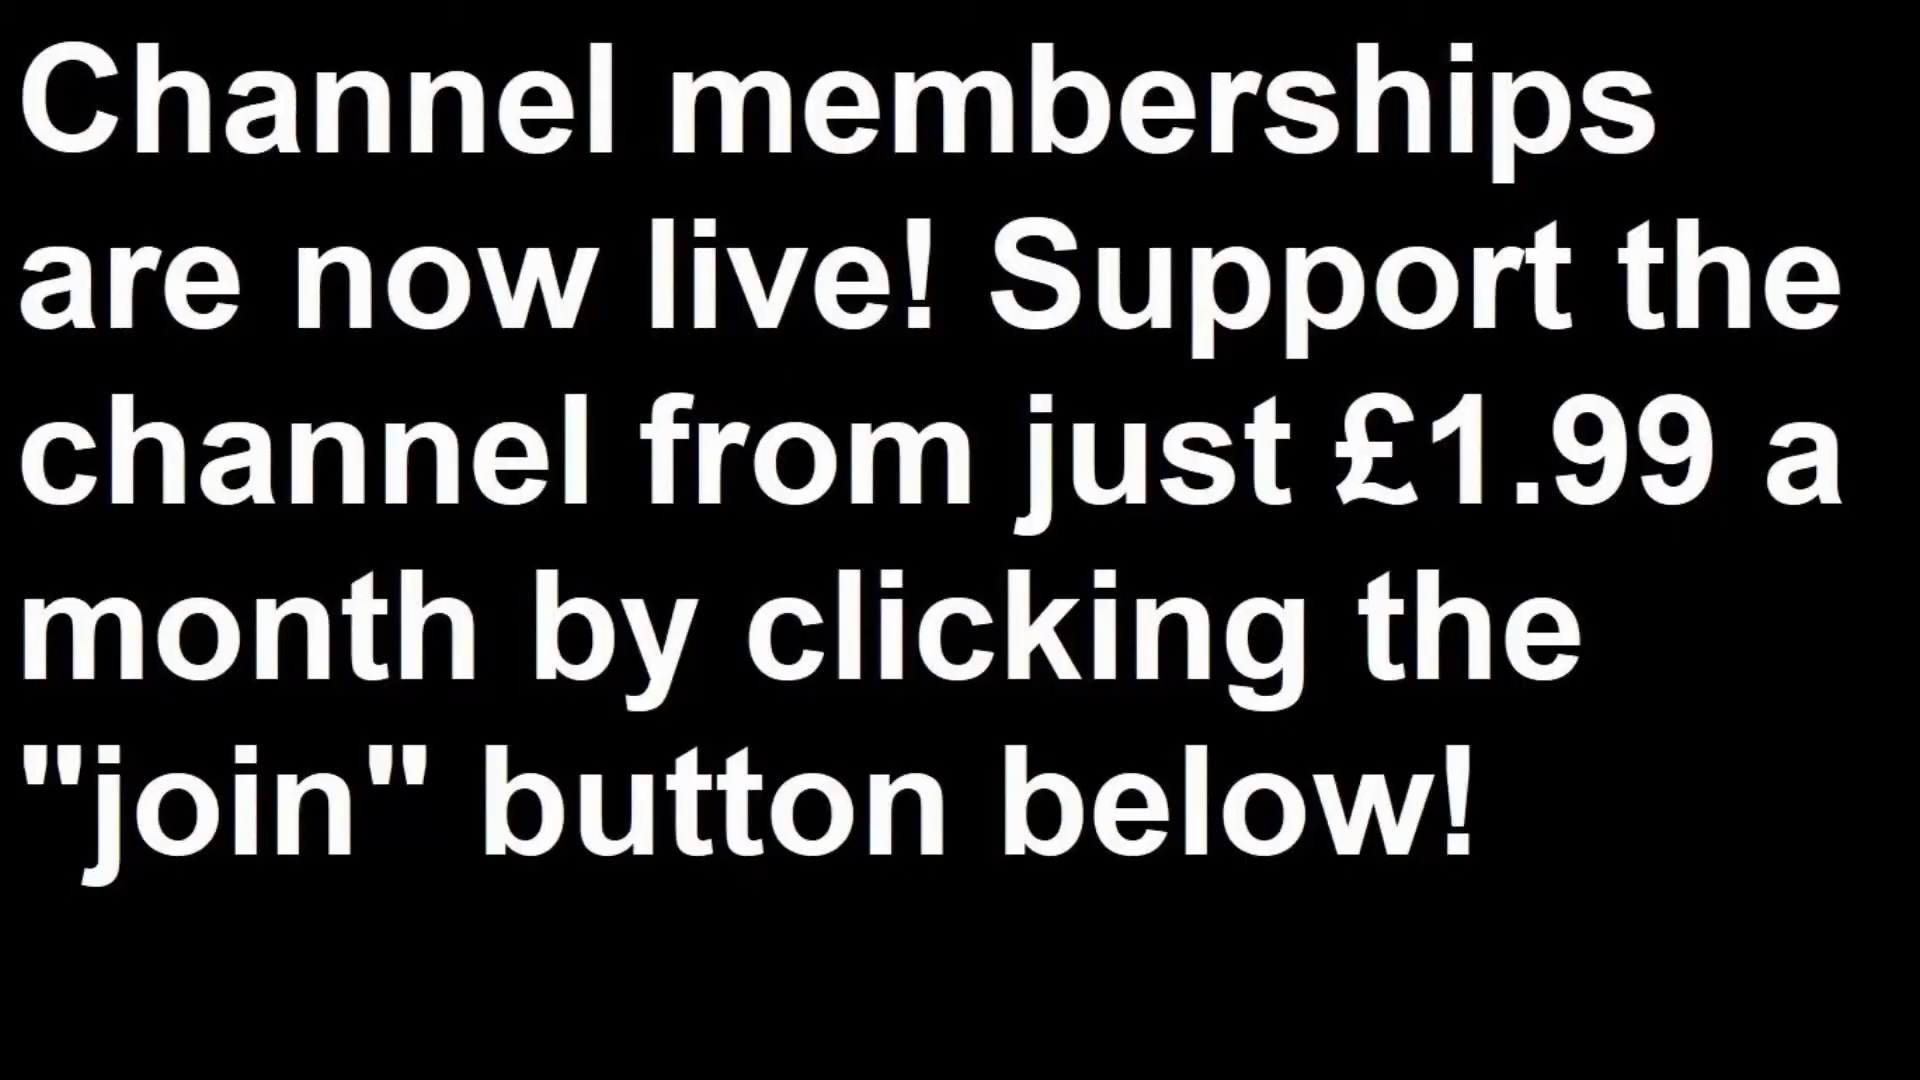 Channel memberships
are now live! Support the
channel from just £1.99 a
month by clicking the
"join" button below!